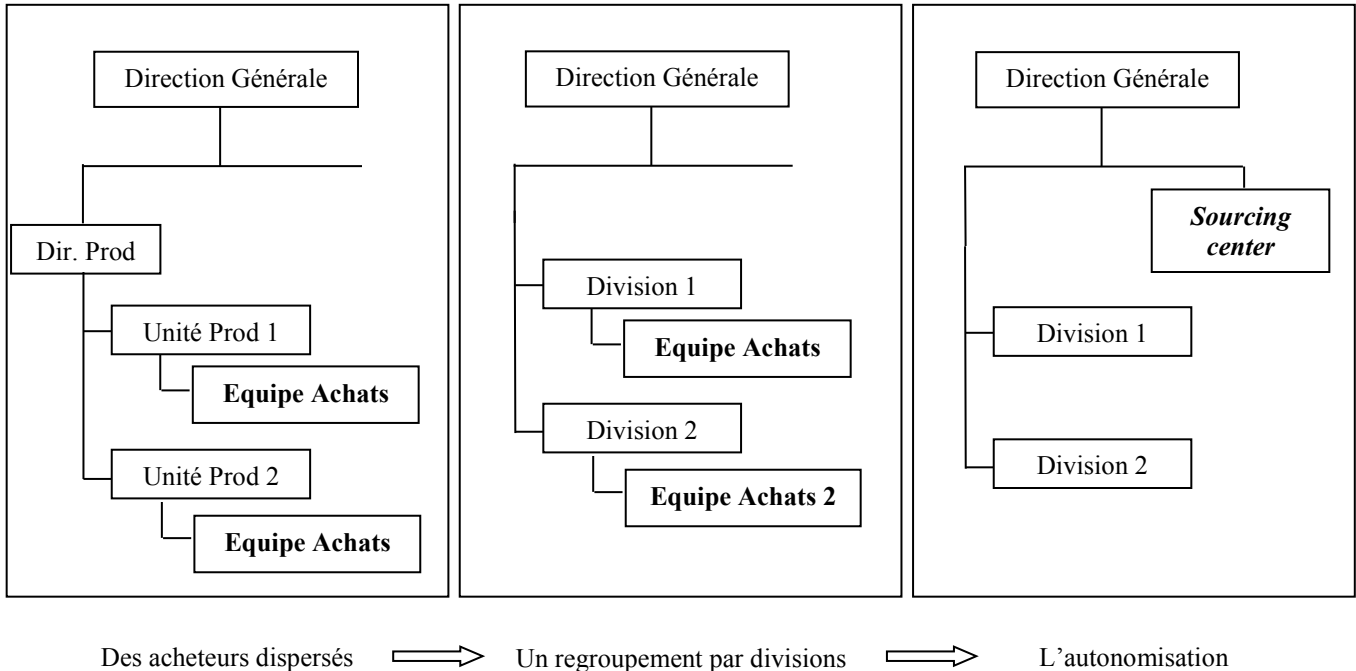 Direction Générale
Dir. Prod
Unité Prod 1
Equipe Achats
Unité Prod 2
Equipe Achats
Direction Générale
Division 1
Equipe Achats
Division 2
Equipe Achats 2
Direction Générale
Sourcing
center
Division 1
Division 2
Des acheteurs dispersés
Un regroupement par divisions
L'autonomisation